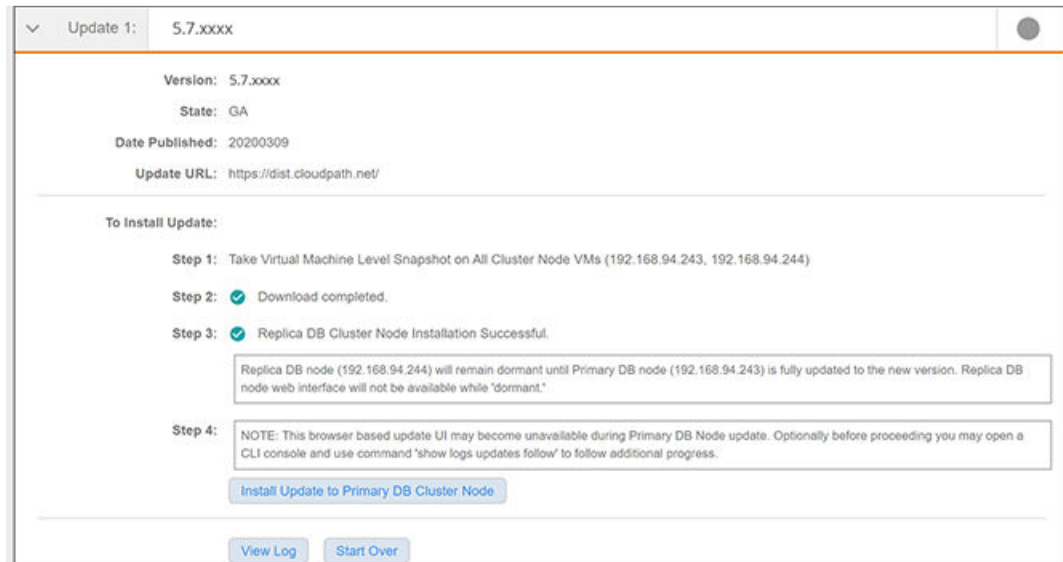 Update 1: 5.7.xxxx
Version: 5.7.xxxx
State: GA
Date Published: 20200309
Update URL: https://dist.cloudpath.net/
To Install Update:
Step 1: Take Virtual Machine Level Snapshot on All Cluster Node VMs (192.168.94.243, 192.168.94.244)
Step 2: Download completed.
Step 3: Replica DB Cluster Node Installation Successful.
Replica DB node (192.168.94.244) will remain dormant until Primary DB node (192.168.94.243) is fully updated to the new version. Replica DB
node web interface will not be available while 'dormant.'
Step 4: NOTE: This browser based update UI may become unavailable during Primary DB Node update. Optionally before proceeding you may open a
CLI console and use command 'show logs updates follow' to follow additional progress.
Install Update to Primary DB Cluster Node
View Log Start Over